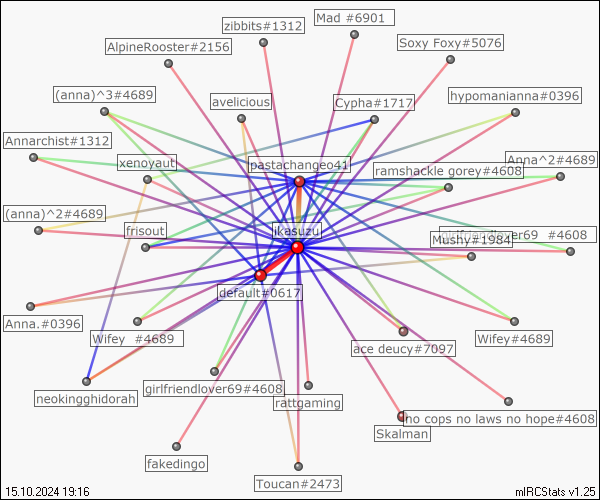 zibbits#1312
Mad #6901
AlpineRooster#2156
Soxy Foxy#5076
(anna)^3#4689
avelicious
Cypha#1717
hypomanianna#0396
Annarchist#1312
xenoyaut
pastachangeo41
ramshackle gorey#4608
Anna^2#4689
(anna)^2#4689
frisout
ikasuzu
69 #4608
Mushy#1984
default#0617
Anna.#0396
Wifey #4689
ace deucy#7097
Wifey#4689
neokingghidorah
girlfriendlover69#4608
rattgaming
no cops no laws no hope#4608
Skalman
fakedingo
Toucan#2473
15.10.2024 19:16
mIRCStats v1.25